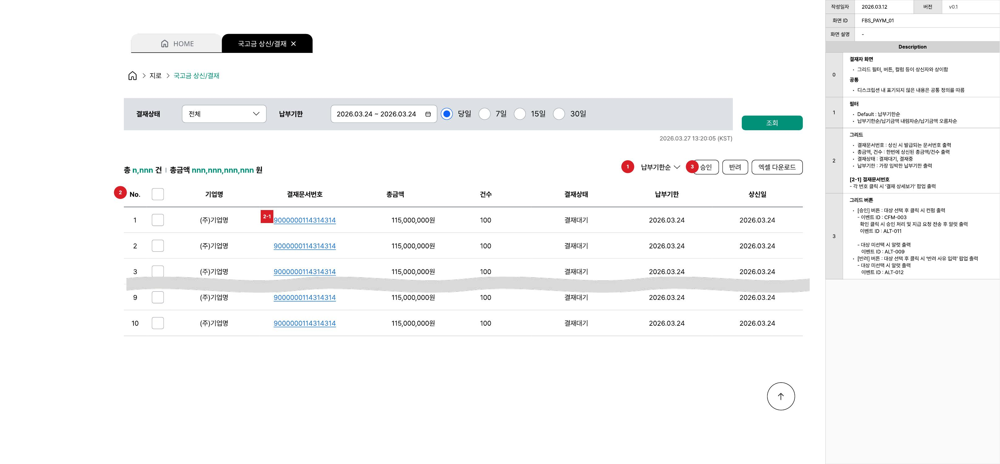 HOME
국고금 상신/결재
지로
국고금 상신/결재
결재상태
전체
납부기한
2026.03.24 ~ 2026.03.24
당일
7일
15일
30일
조회
2026.03.27 13:20:05 (KST)
총 n,nnn 건 | 총금액 nnn,nnn,nnn,nnn 원
1
납부기한순
3
승인
반려
엑셀 다운로드
2
No. 기업명 결재문서번호 총금액 건수 결재상태 납부기한 상신일
2-1
1 (주)기업명 9000000114314314 115,000,000원 100 결재대기 2026.03.24 2026.03.24
2 (주)기업명 9000000114314314 115,000,000원 100 결재대기 2026.03.24 2026.03.24
3 (주)기업명 9000000114314314 115,000,000원 100 결재대기 2026.03.24 2026.03.24
9 (주)기업명 9000000114314314 115,000,000원 100 결재대기 2026.03.24 2026.03.24
10 (주)기업명 9000000114314314 115,000,000원 100 결재대기 2026.03.24 2026.03.24
작성일자 2026.03.12 버전 v0.1
화면 ID FBS_PAYM_01
화면 설명 -
Description
0
결재자 화면
• 그리드 필터, 버튼, 컬럼 등이 상신자와 상이함
공통
• 디스크립션 내 표기되지 않은 내용은 공통 정의를 따름
1
필터
• Default : 납부기한순
• 납부기한순/납기금액 내림차순/납기금액 오름차순
2
그리드
• 결재문서번호 : 상신 시 발급되는 문서번호 출력
• 총금액, 건수 : 한번에 상신된 총금액/건수 출력
• 결재상태 : 결재대기, 결재중
• 납부기한 : 가장 임박한 납부기한 출력
[2-1] 결재문서번호
- 각 번호 클릭 시 ‘결재 상세보기’ 팝업 출력
3
그리드 버튼
• [승인] 버튼 : 대상 선택 후 클릭 시 컨펌 출력
- 이벤트 ID : CFM-003
확인 클릭 시 승인 처리 및 지급 요청 전송 후 알럿 출력
이벤트 ID : ALT-011
- 대상 미선택 시 알럿 출력
이벤트 ID : ALT-009
• [반려] 버튼 : 대상 선택 후 클릭 시 ‘반려 사유 입력’ 팝업 출력
- 대상 미선택 시 알럿 출력
이벤트 ID : ALT-012